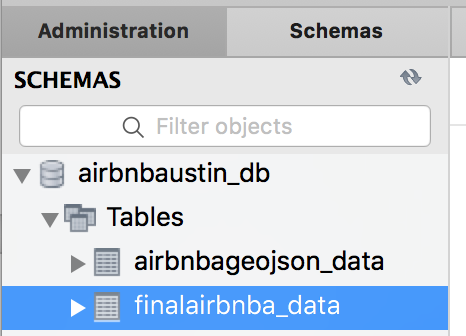 Administration Schemas
SCHEMAS
Filter objects
airbnbaustin_db
Tables
airbnbageojson_data
finalairbnba_data